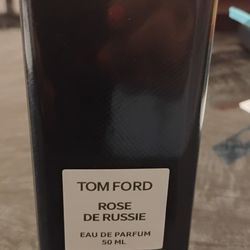 TOM FORD
ROSE
DE RUSSIE
EAU DE PARFUM
50 ML